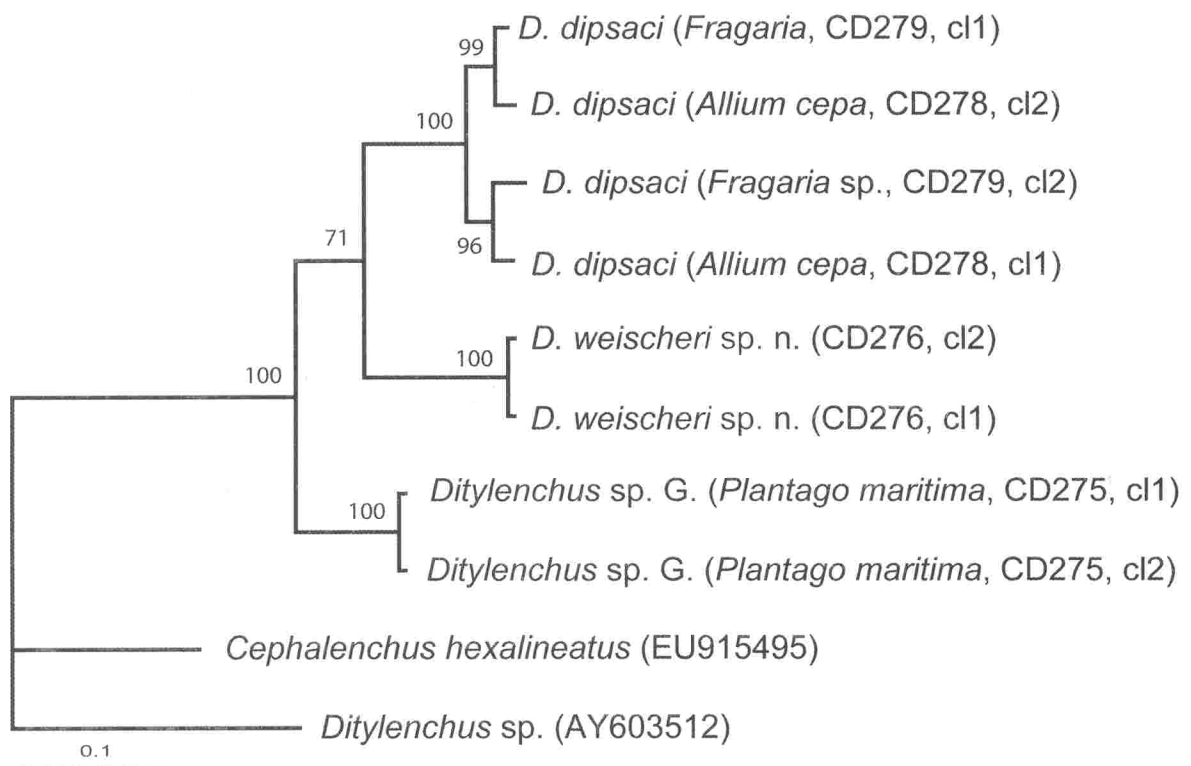 99
D. dipsaci (Fragaria, CD279, cl1)
D. dipsaci (Allium cepa, CD278, cl2)
100
D. dipsaci (Fragaria sp., CD279, cl2)
96
D. dipsaci (Allium cepa, CD278, cl1)
71
D. weischeri sp. n. (CD276, cl2)
100
D. weischeri sp. n. (CD276, cl1)
100
Ditylenchus sp. G. (Plantago maritima, CD275, cl1)
100
Ditylenchus sp. G. (Plantago maritima, CD275, cl2)
Cephalenchus hexalineatus (EU915495)
Ditylenchus sp. (AY603512)
0.1